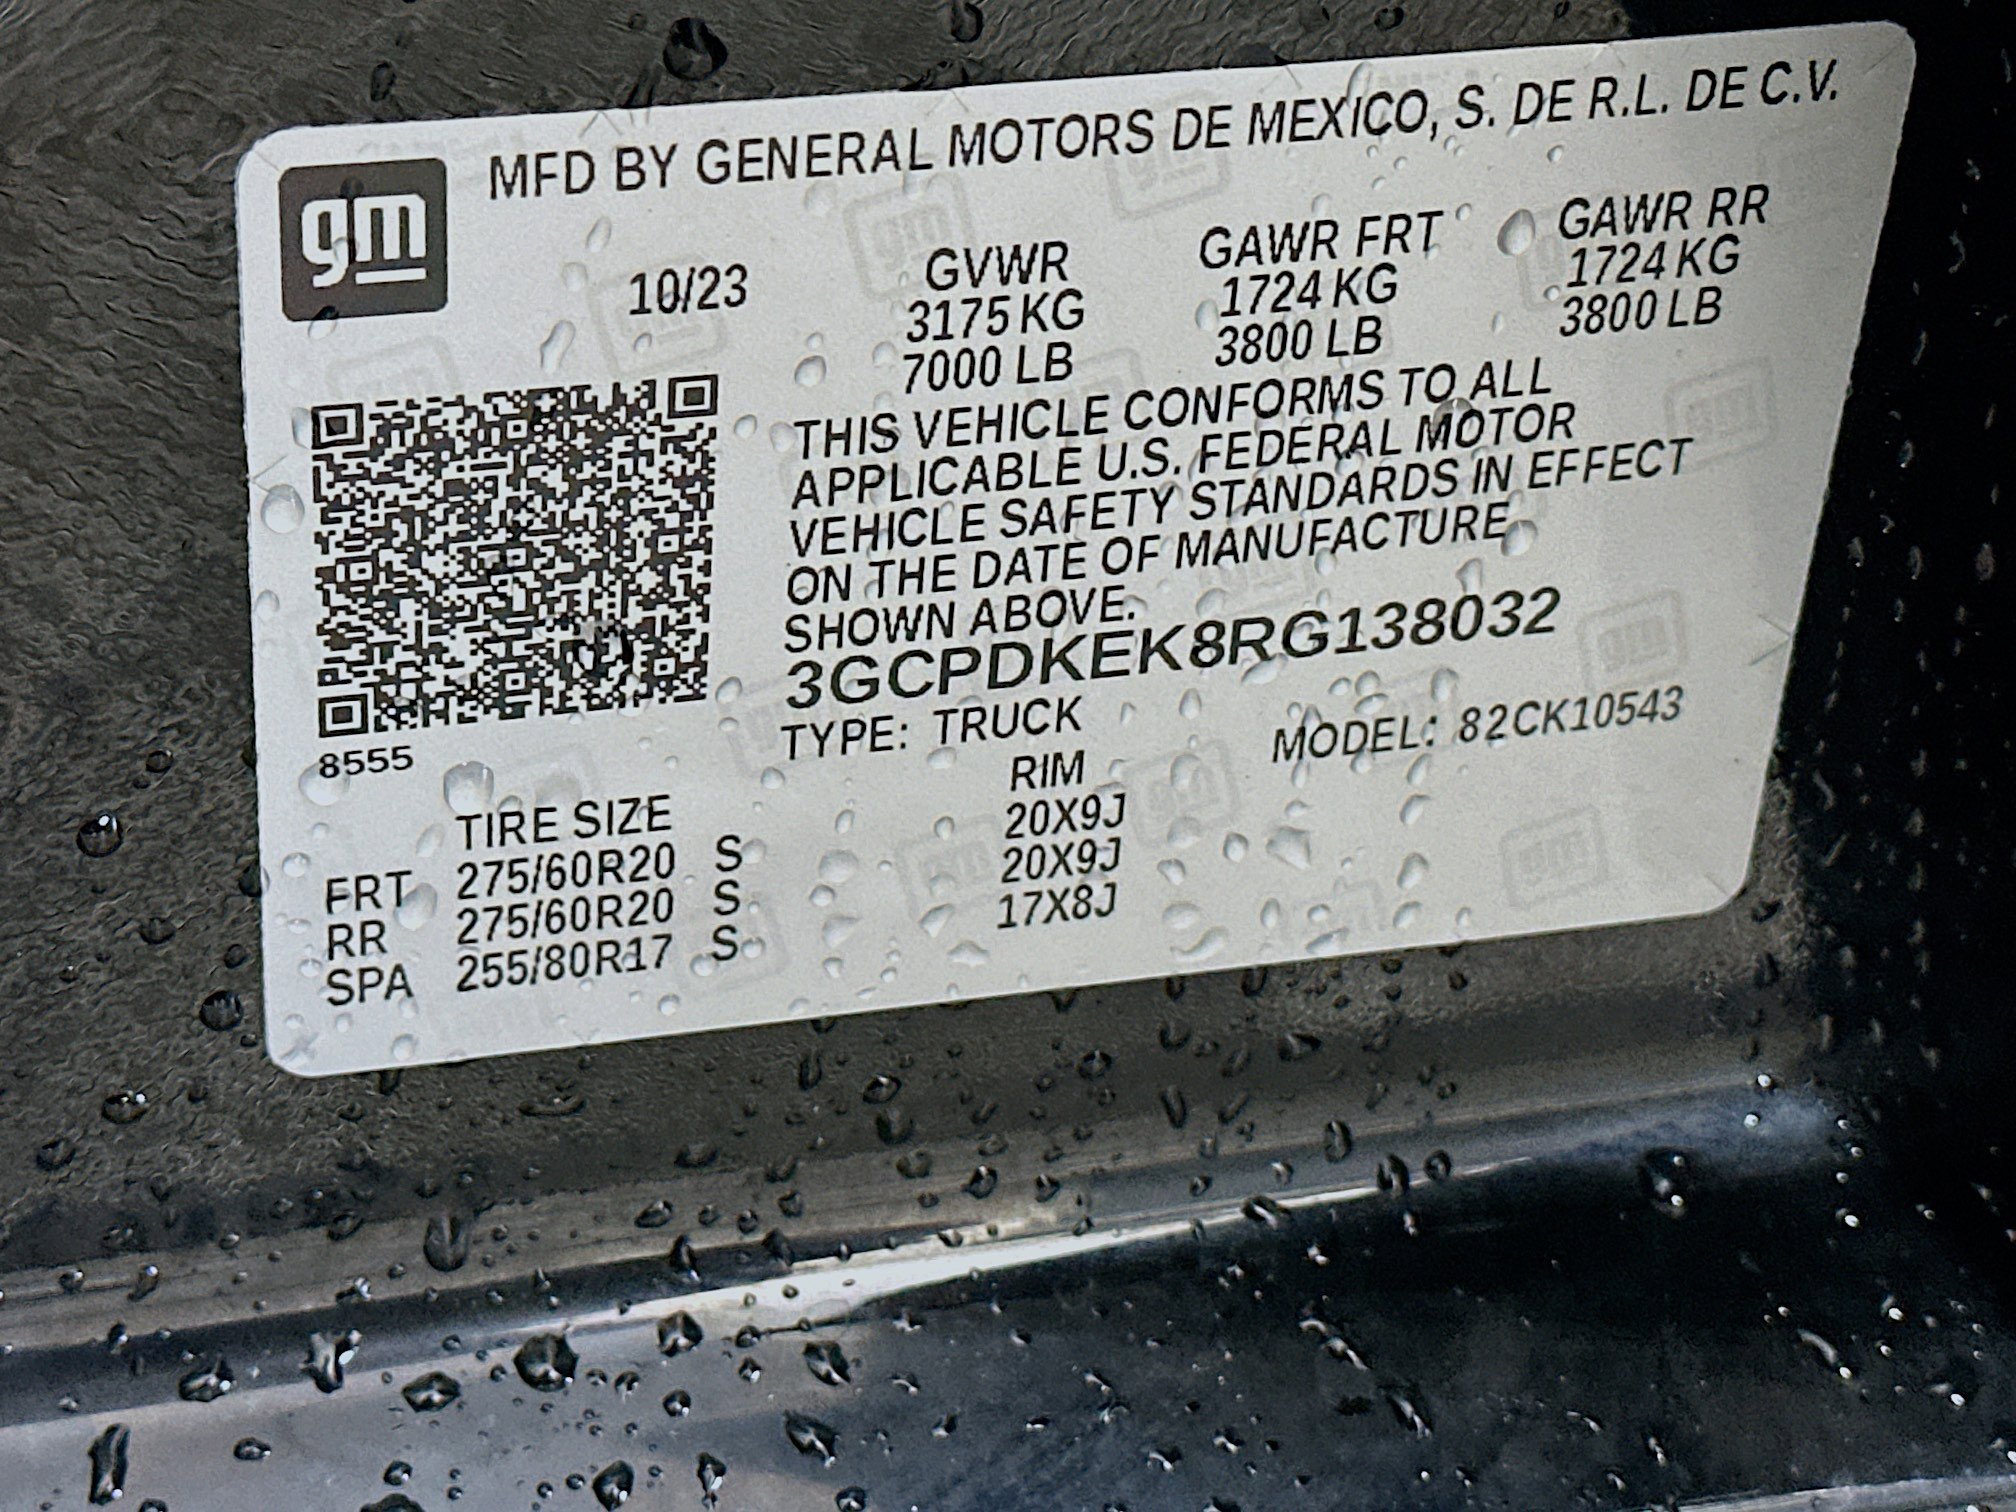 gm
MFD BY GENERAL MOTORS DE MEXICO, S. DE R.L. DE C.V.
10/23 GVWR GAWR FRT GAWR RR
3175 KG 1724 KG 1724 KG
7000 LB 3800 LB 3800 LB
THIS VEHICLE CONFORMS TO ALL
APPLICABLE U.S. FEDERAL MOTOR
VEHICLE SAFETY STANDARDS IN EFFECT
ON THE DATE OF MANUFACTURE
SHOWN ABOVE.
3GCPDKEK8RG138032
TYPE: TRUCK MODEL: 82CK10543
8555
TIRE SIZE RIM
FRT 275/60R20 S 20X9J
RR 275/60R20 S 20X9J
SPA 255/80R17 S 17X8J